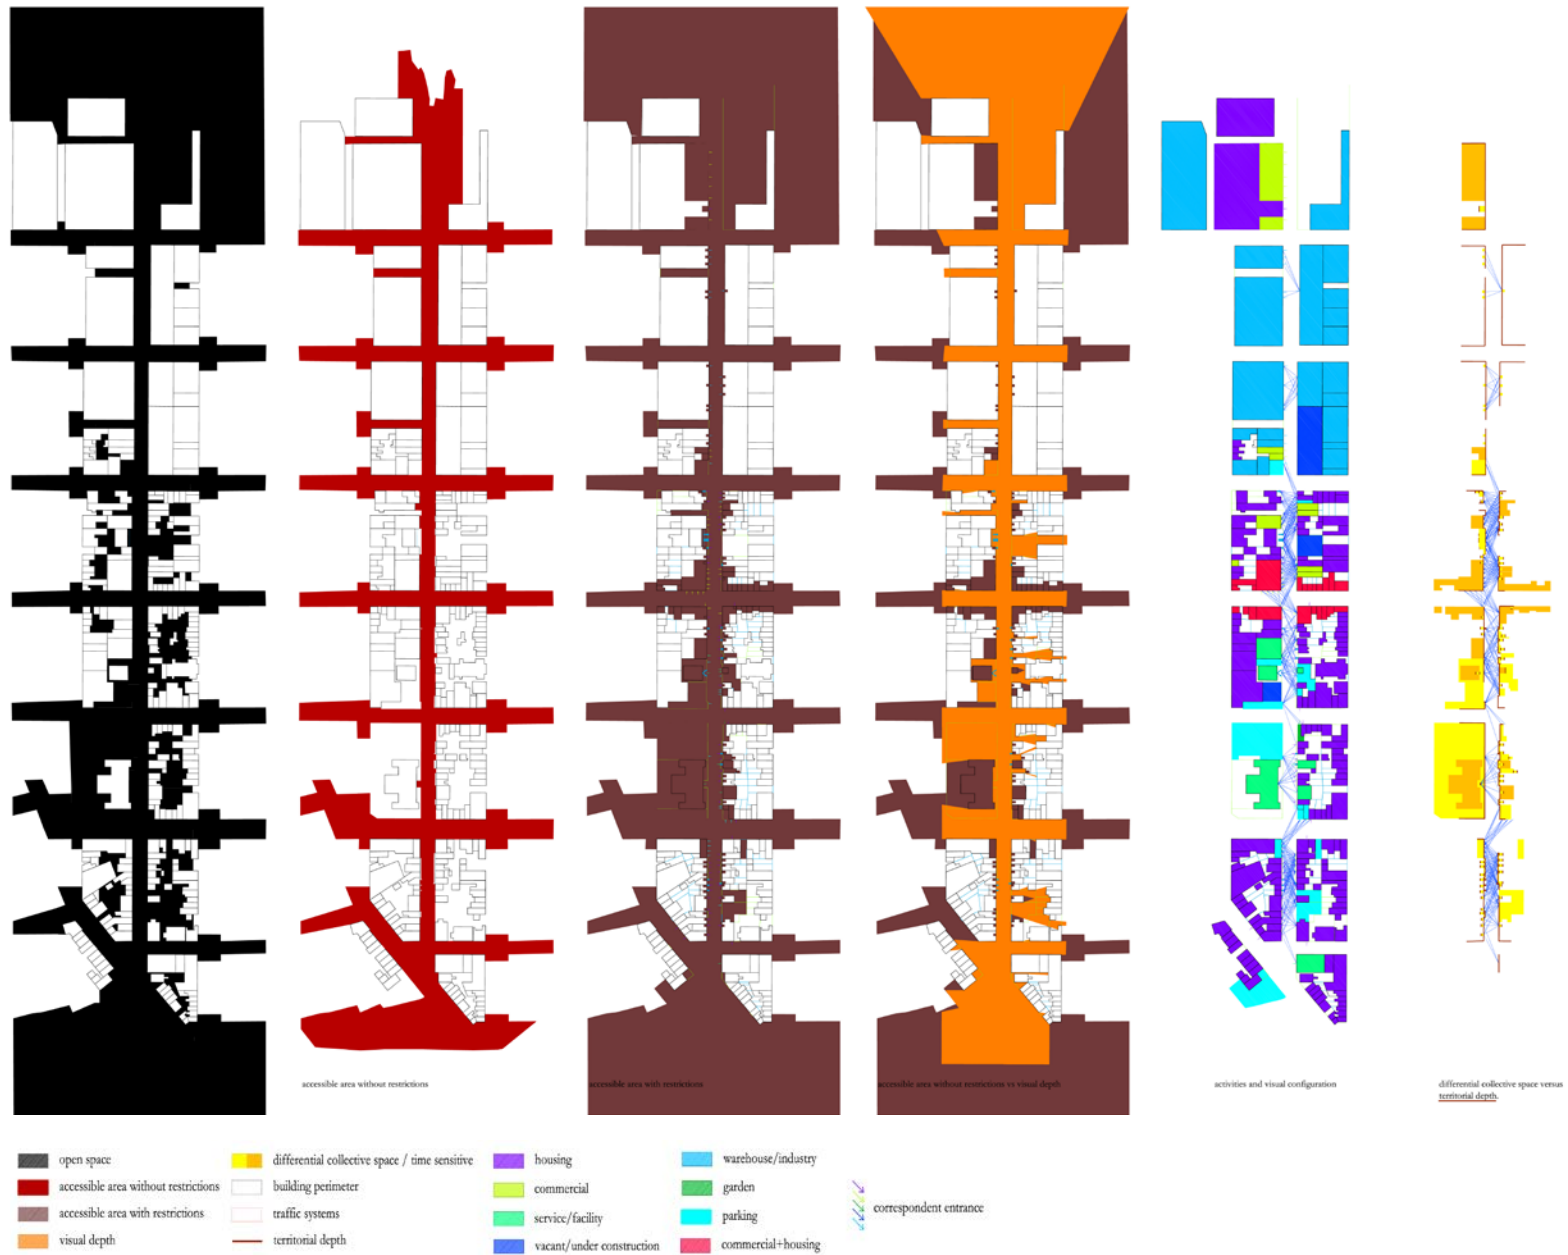 accessible area without restrictions
accessible area with restrictions
accessible area without restrictions vs visual depth
activities and visual configuration
differential collective space versus
territorial depth.
open space
accessible area without restrictions
accessible area with restrictions
visual depth
differential collective space / time sensitive
building perimeter
traffic systems
territorial depth
housing
commercial
service/facility
vacant/under construction
warehouse/industry
garden
parking
commercial+housing
correspondent entrance